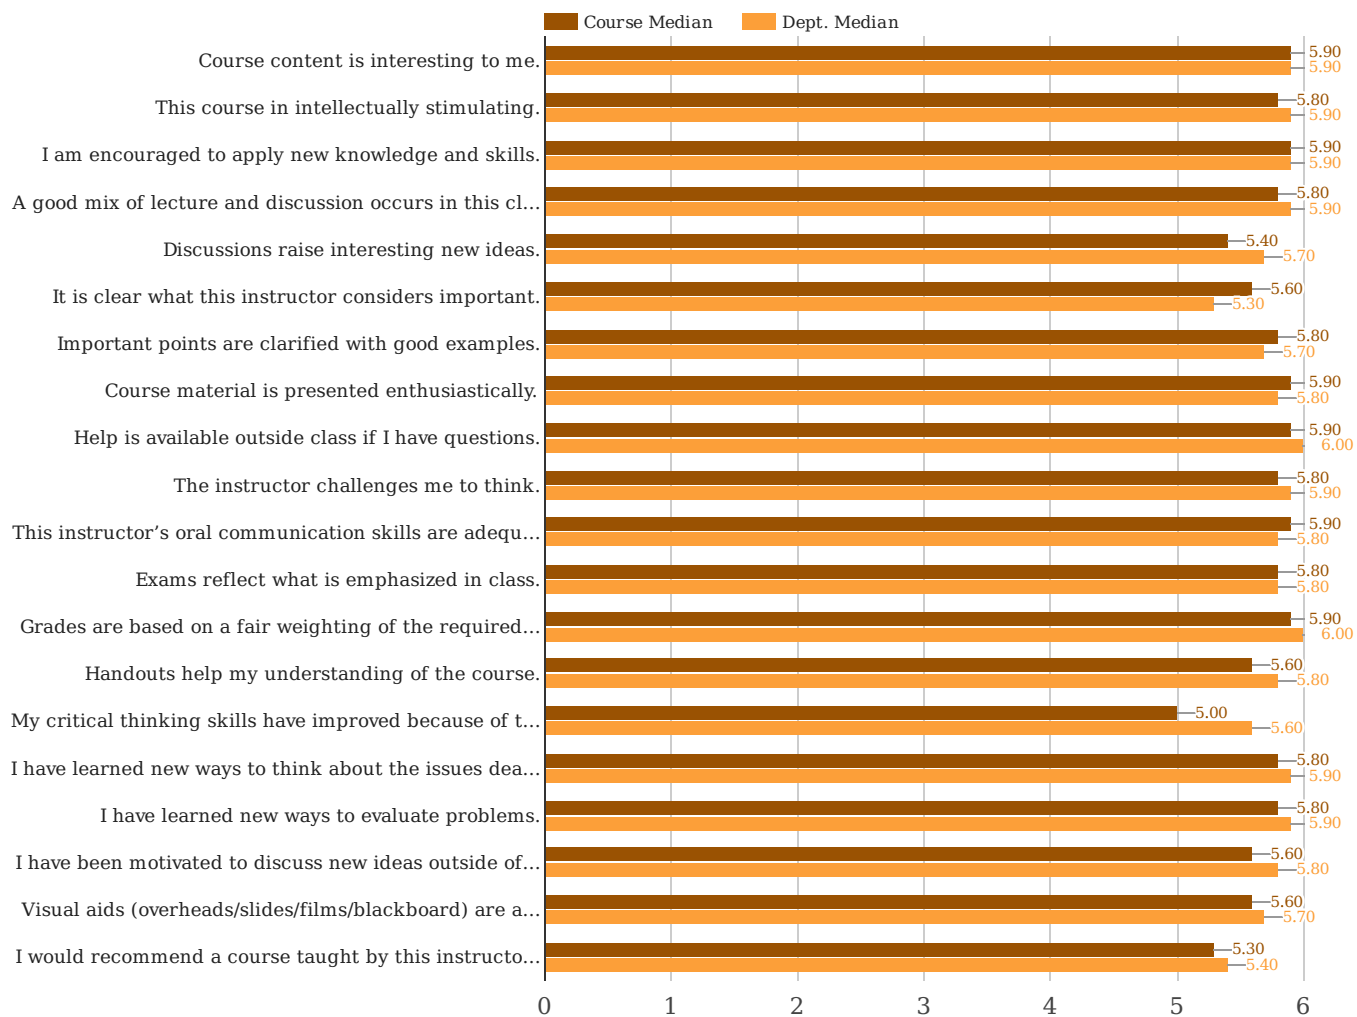 Course Median Dept. Median
Course content is interesting to me. 5.90
5.90
This course in intellectually stimulating. 5.80
5.90
I am encouraged to apply new knowledge and skills. 5.90
5.90
A good mix of lecture and discussion occurs in this cl... 5.80
5.90
Discussions raise interesting new ideas. 5.40
5.70
It is clear what this instructor considers important. 5.60
5.30
Important points are clarified with good examples. 5.80
5.70
Course material is presented enthusiastically. 5.90
5.80
Help is available outside class if I have questions. 5.90
6.00
The instructor challenges me to think. 5.80
5.90
This instructor’s oral communication skills are adequ... 5.90
5.80
Exams reflect what is emphasized in class. 5.80
5.80
Grades are based on a fair weighting of the required... 5.90
6.00
Handouts help my understanding of the course. 5.60
5.80
My critical thinking skills have improved because of t... 5.00
5.60
I have learned new ways to think about the issues dea... 5.80
5.90
I have learned new ways to evaluate problems. 5.80
5.90
I have been motivated to discuss new ideas outside of... 5.60
5.80
Visual aids (overheads/slides/films/blackboard) are a... 5.60
5.70
I would recommend a course taught by this instructo... 5.30
5.40
0 1 2 3 4 5 6